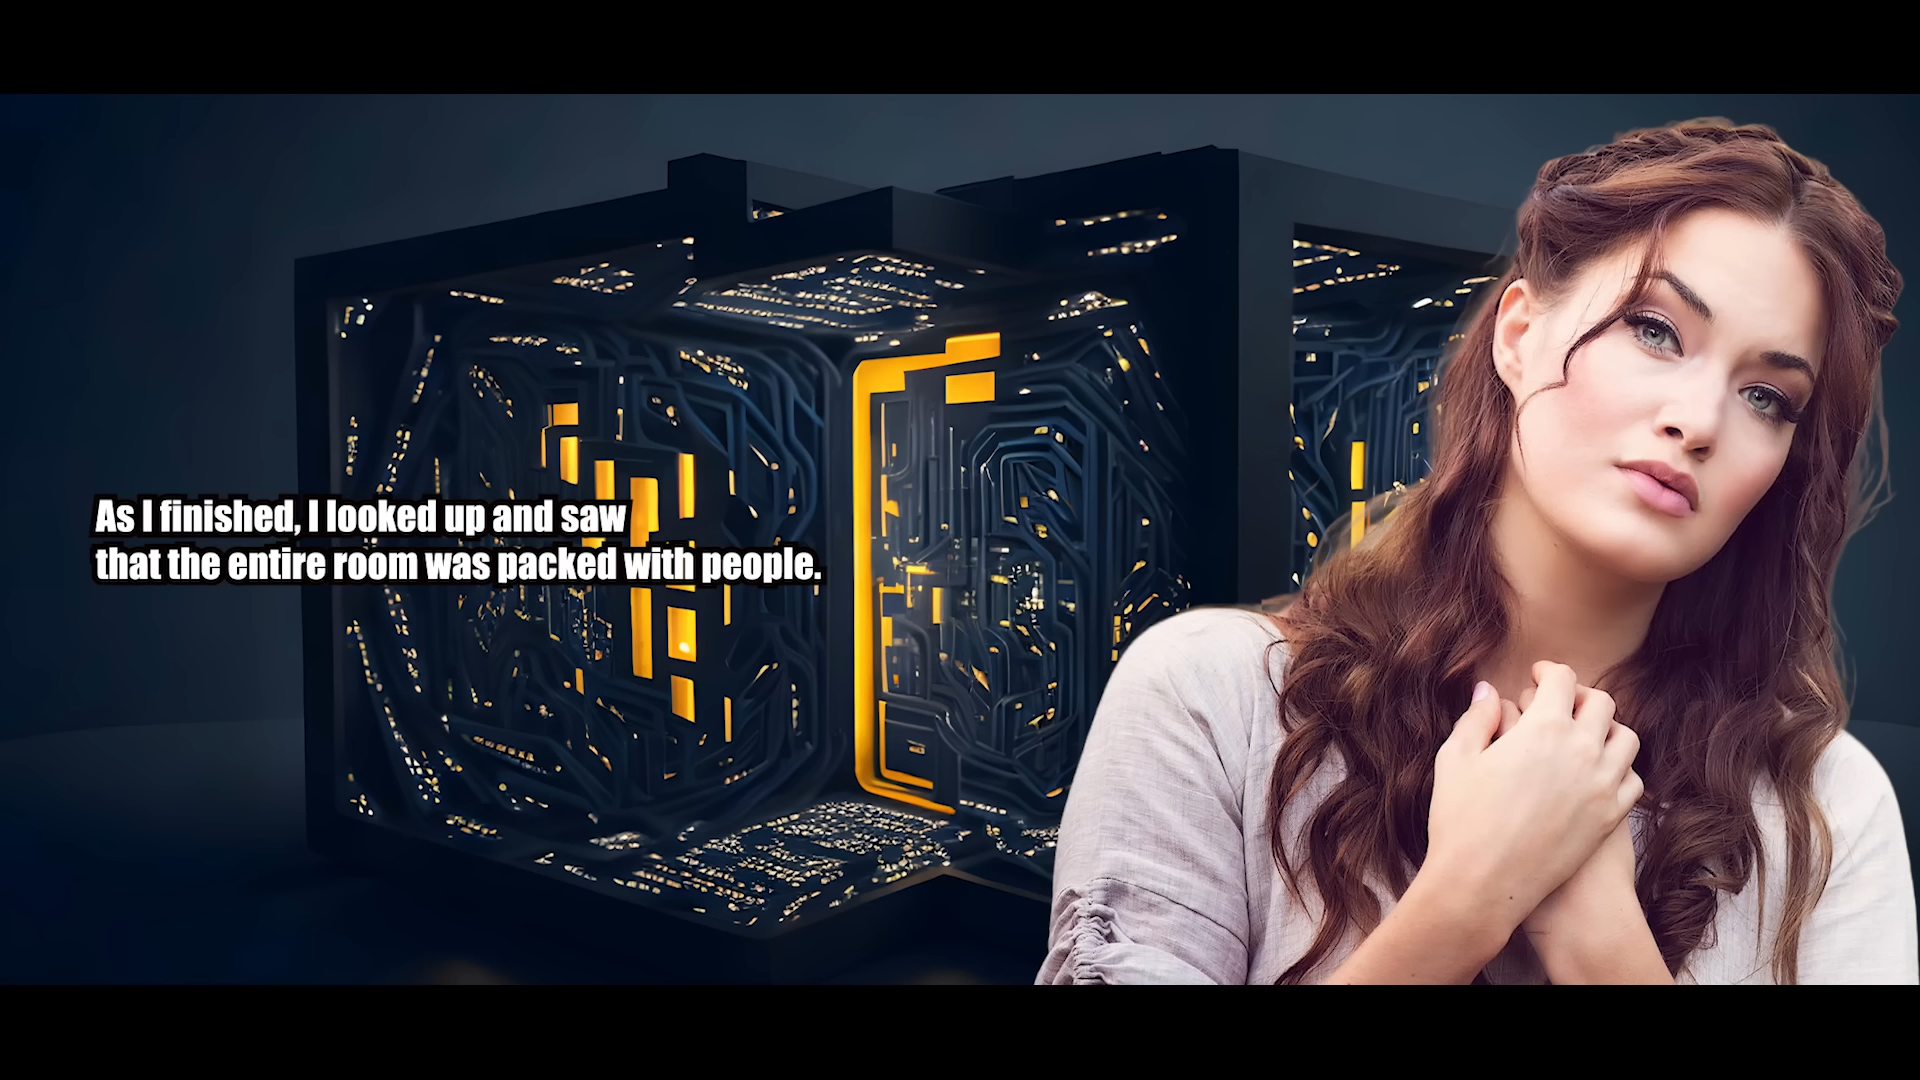 As I finished, I looked up and saw
that the entire room was packed with people.